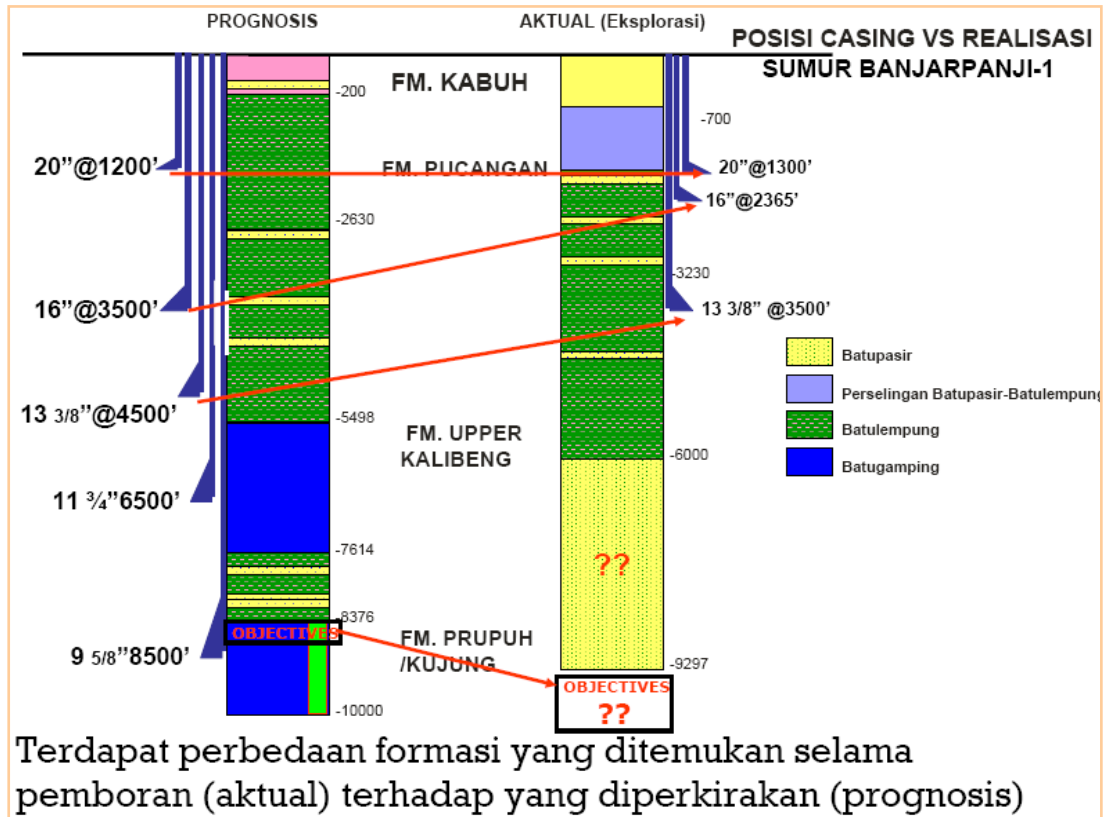 PROGNOSIS
AKTUAL (Eksplorasi)
POSISI CASING VS REALISASI
SUMUR BANJARPANJI-1
20”@1200’
16”@3500’
13 3/8”@4500’
11 ¾”6500’
9 5/8”8500’
-200
-2630
-5498
-7614
-8376
OBJECTIVES
-10000
FM. KABUH
FM. PUCANGAN
FM. UPPER
KALIBENG
FM. PRUPUH
/KUJUNG
-700
-3230
-6000
??
-9297
OBJECTIVES
??
20”@1300’
16”@2365’
13 3/8” @3500’
Batupasir
Perselingan Batupasir-Batulempung
Batulempung
Batugamping
Terdapat perbedaan formasi yang ditemukan selama
pemboran (aktual) terhadap yang diperkirakan (prognosis)